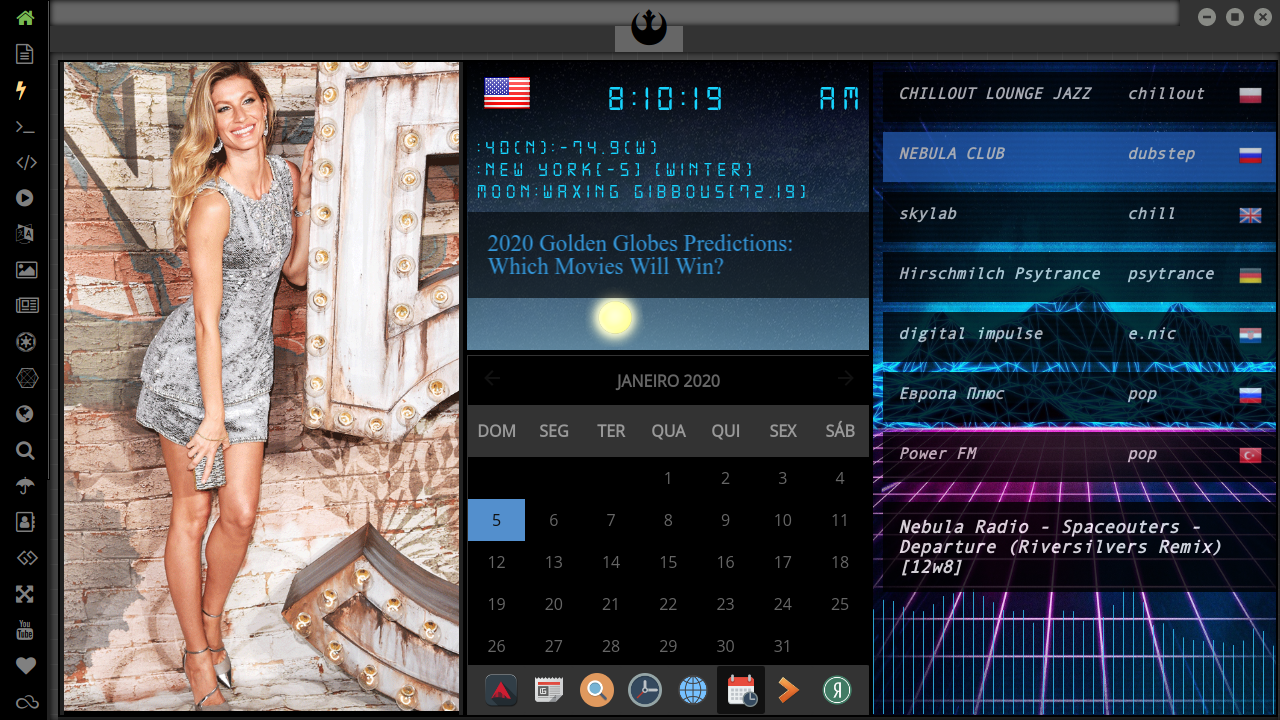 8:10:19 AM
:40(N):-74.9(W)
:NEW YORK[-5] [WINTER]
MOON:WAXING GIBBOUS[72.19]
2020 Golden Globes Predictions:
Which Movies Will Win?
JANEIRO 2020
DOM SEG TER QUA QUI SEX SÁB
1 2 3 4
5 6 7 8 9 10 11
12 13 14 15 16 17 18
19 20 21 22 23 24 25
26 27 28 29 30 31
CHILLOUT LOUNGE JAZZ chillout
NEBULA CLUB dubstep
skylab chill
Hirschmilch Psytrance psytrance
digital impulse e.nic
Европа Плюс pop
Power FM pop
Nebula Radio - Spaceouters -
Departure (Riversilvers Remix)
[12w8]
You
Tube
Я